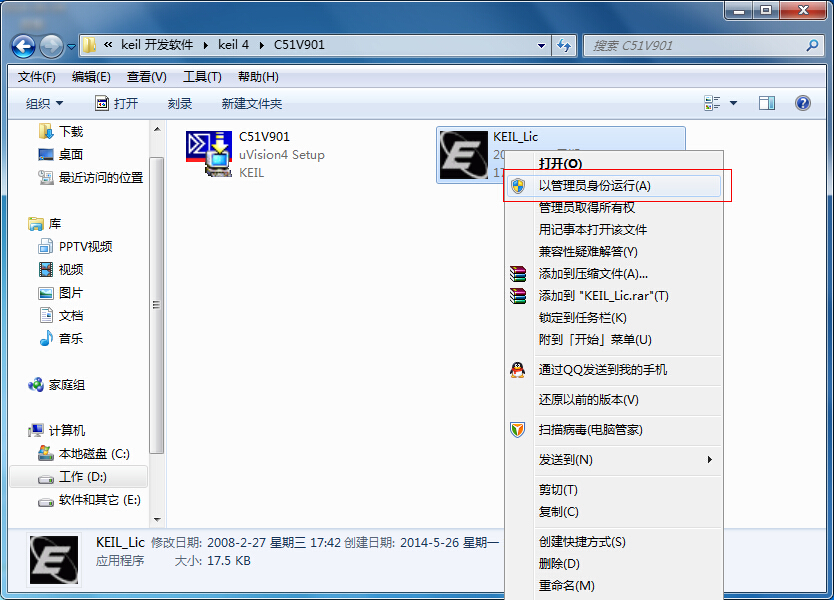 « keil 开发软件 ▸ keil 4 ▸ C51V901
搜索 C51V901
文件(F) 编辑(E) 查看(V) 工具(T) 帮助(H)
组织 打开 刻录 新建文件夹
下载
桌面
最近访问的位置
库
PPTV视频
视频
图片
文档
音乐
家庭组
计算机
本地磁盘 (C:)
工作 (D:)
软件和其它 (E:)
C51V901
uVision4 Setup
KEIL
KEIL_Lic
打开(O)
以管理员身份运行(A)
管理员取得所有权
用记事本打开该文件
兼容性疑难解答(Y)
添加到压缩文件(A)...
添加到 "KEIL_Lic.rar"(T)
锁定到任务栏(K)
附到「开始」菜单(U)
通过QQ发送到我的手机
还原以前的版本(V)
扫描病毒(电脑管家)
发送到(N)
剪切(T)
复制(C)
创建快捷方式(S)
删除(D)
重命名(M)
KEIL_Lic 修改日期: 2008-2-27 星期三 17:42 创建日期: 2014-5-26 星期一
应用程序 大小: 17.5 KB